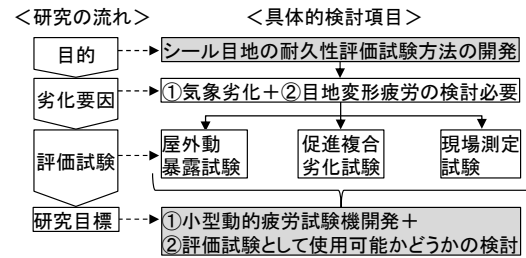 ＜研究の流れ＞
＜具体的検討項目＞
目的
シール目地の耐久性評価試験方法の開発
劣化要因
①気象劣化＋②目地変形疲労の検討必要
評価試験
屋外動
暴露試験
促進複合
劣化試験
現場測定
試験
研究目標
①小型動的疲労試験機開発＋
②評価試験として使用可能かどうかの検討